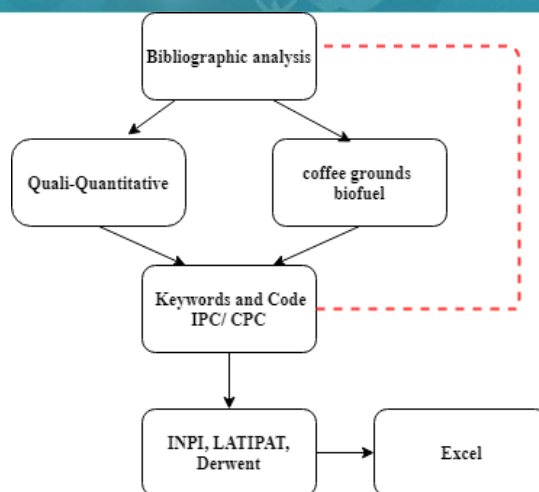 Bibliographic analysis
Quali-Quantitative
coffee grounds
biofuel
Keywords and Code
IPC/ CPC
INPI, LATIPAT,
Derwent
Excel